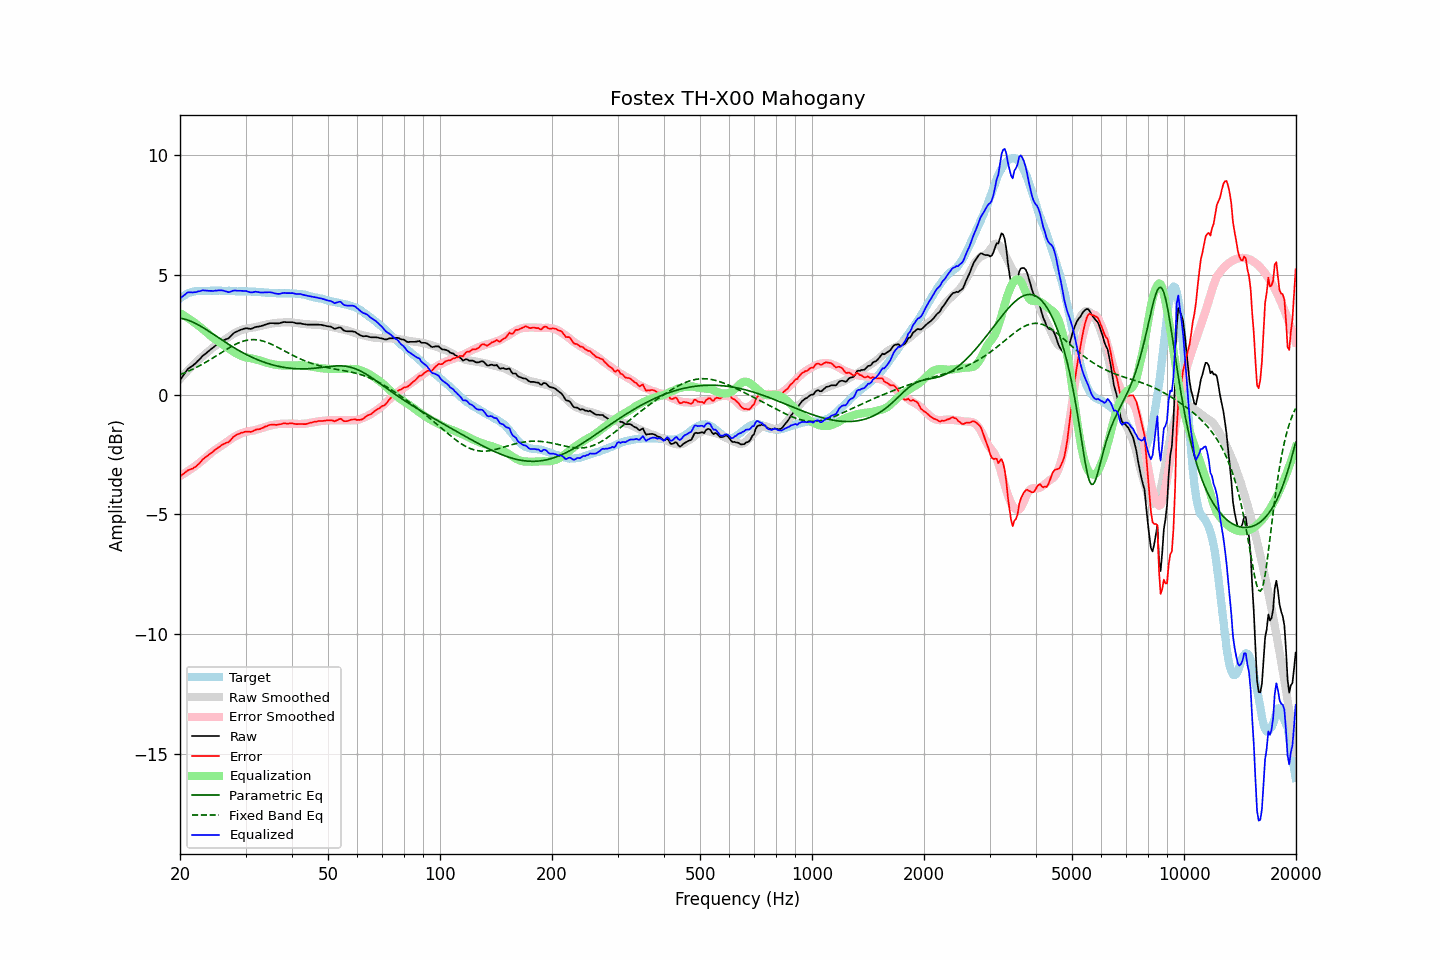 Fostex TH-X00 Mahogany
Amplitude (dBr)
10
5
0
−5
−10
−15
Target
Raw Smoothed
Error Smoothed
Raw
Error
Equalization
Parametric Eq
Fixed Band Eq
Equalized
20 50 100 200 500 1000 2000 5000 10000 20000
Frequency (Hz)